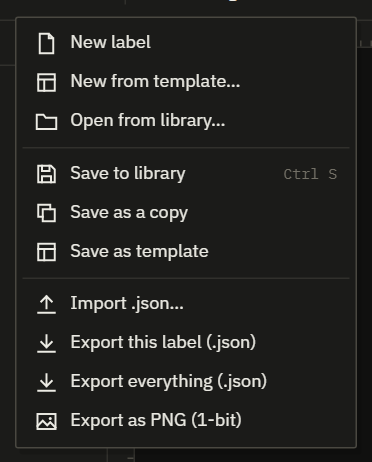 New label
New from template...
Open from library...
Save to library Ctrl S
Save as a copy
Save as template
Import .json...
Export this label (.json)
Export everything (.json)
Export as PNG (1-bit)